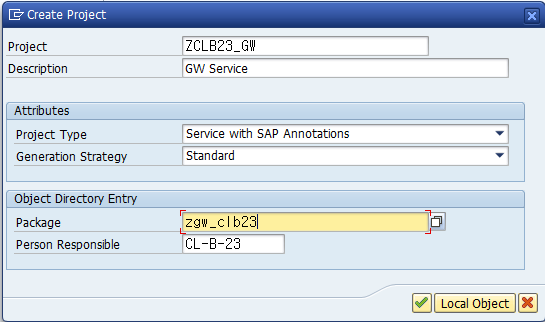 Create Project
Project ZCLB23_GW
Description GW Service
Attributes
Project Type Service with SAP Annotations
Generation Strategy Standard
Object Directory Entry
Package zgw_clb23
Person Responsible CL-B-23
Local Object